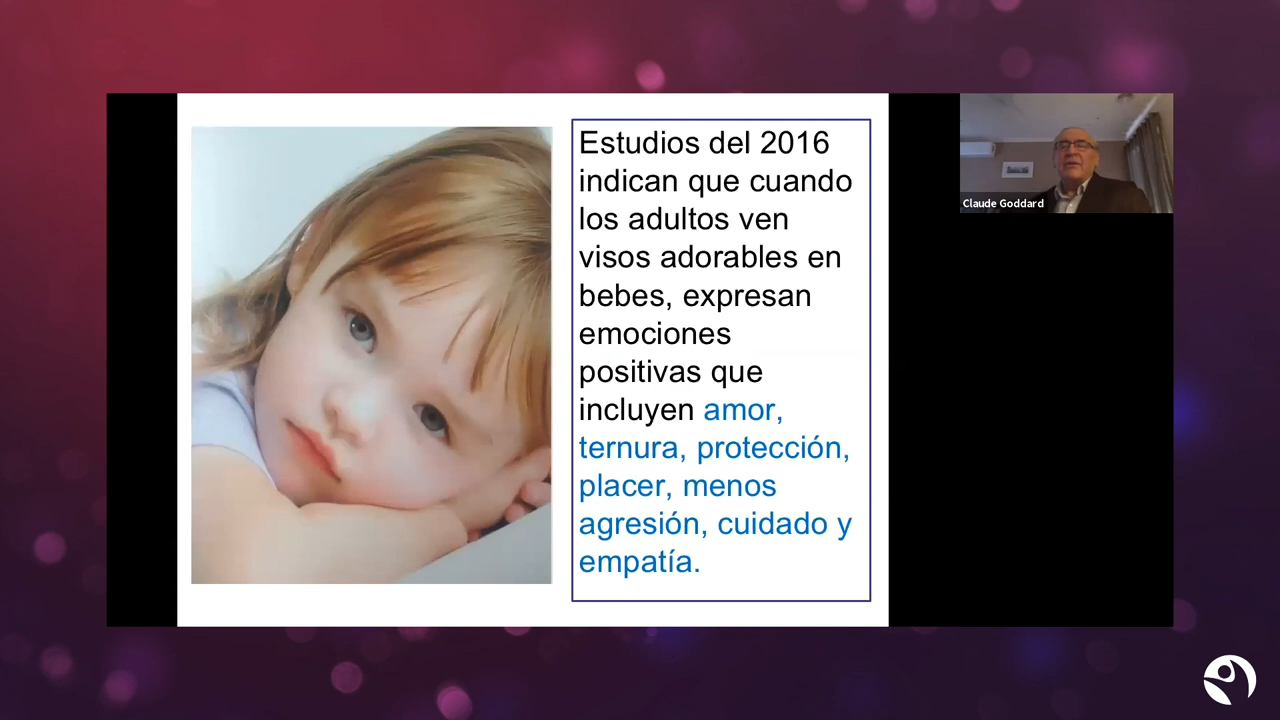 Estudios del 2016
indican que cuando
los adultos ven
visos adorables en
bebes, expresan
emociones
positivas que
incluyen amor,
ternura, protección,
placer, menos
agresión, cuidado y
empatía.
Claude Goddard